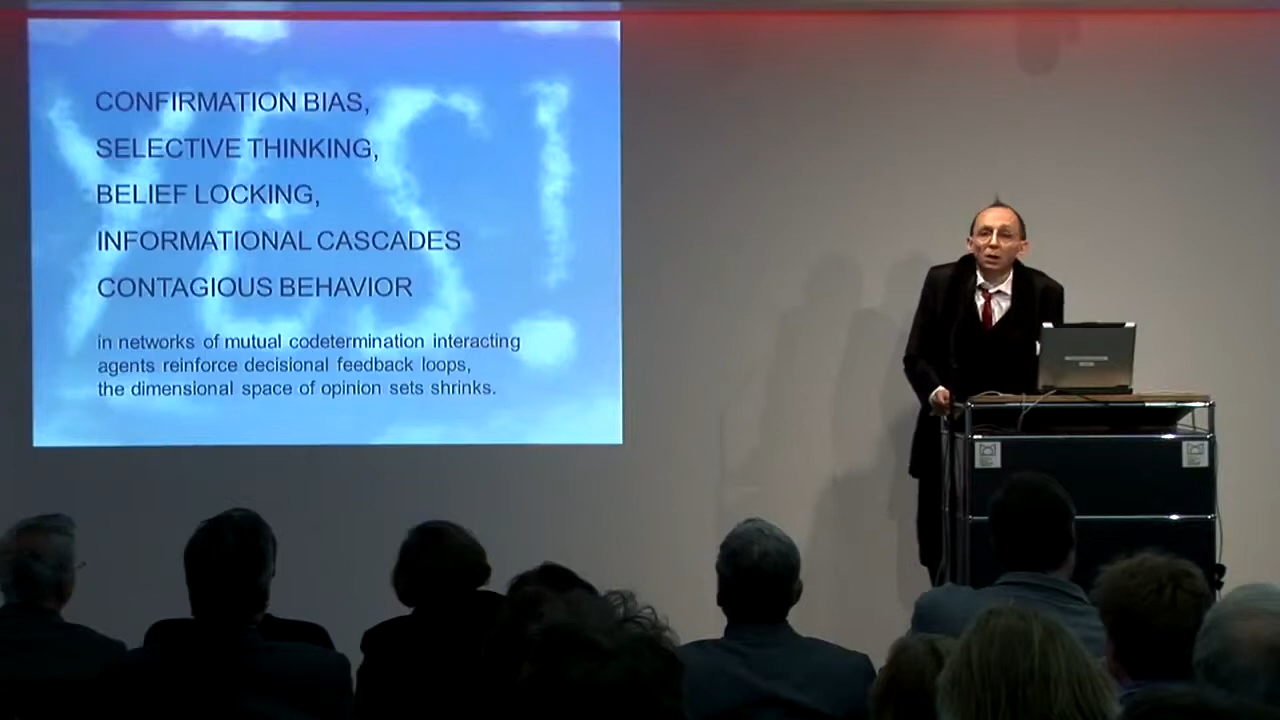 CONFIRMATION BIAS,
SELECTIVE THINKING,
BELIEF LOCKING,
INFORMATIONAL CASCADES
CONTAGIOUS BEHAVIOR
in networks of mutual codetermination interacting
agents reinforce decisional feedback loops,
the dimensional space of opinion sets shrinks.
YES!